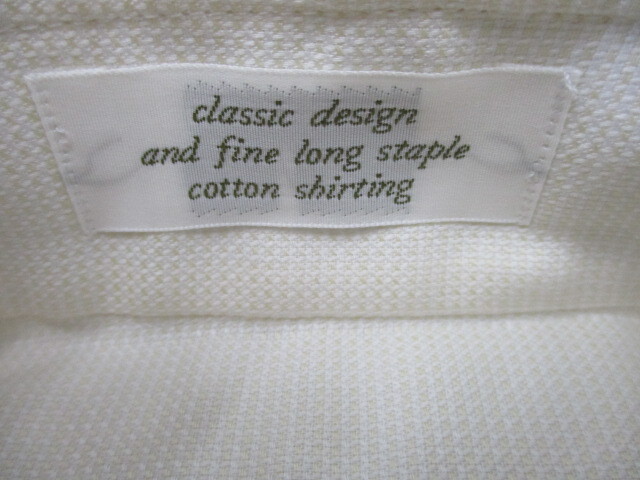 classic design
and fine long staple
cotton shirting